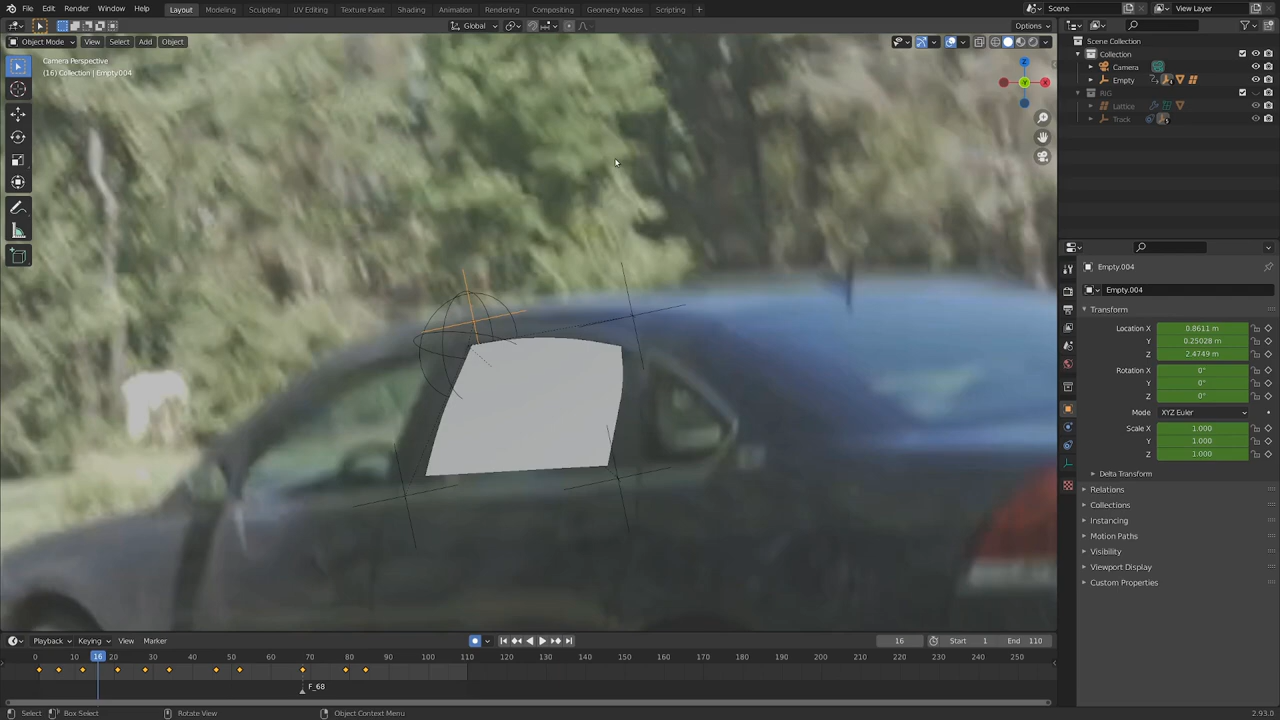 File Edit Render Window Help Layout Modeling Sculpting UV Editing Texture Paint Shading Animation Rendering Compositing Geometry Nodes Scripting + Scene View Layer
Global Options
Object Mode View Select Add Object
Camera Perspective
(16) Collection | Empty.004
Z
X
Y
Scene Collection
Collection
Camera
Empty
RIG
Lattice
Track
Empty.004
Empty.004
Transform
Location X 0.8611 m
Y 0.25028 m
Z 2.4749 m
Rotation X 0°
Y 0°
Z 0°
Mode XYZ Euler
Scale X 1.000
Y 1.000
Z 1.000
Delta Transform
Relations
Collections
Instancing
Motion Paths
Visibility
Viewport Display
Custom Properties
Playback Keying View Marker 16 Start 1 End 110
0 10 16 20 30 40 50 60 70 80 90 100 110 120 130 140 150 160 170 180 190 200 210 220 230 240 250
F_68
Select Box Select Rotate View Object Context Menu 2.93.0